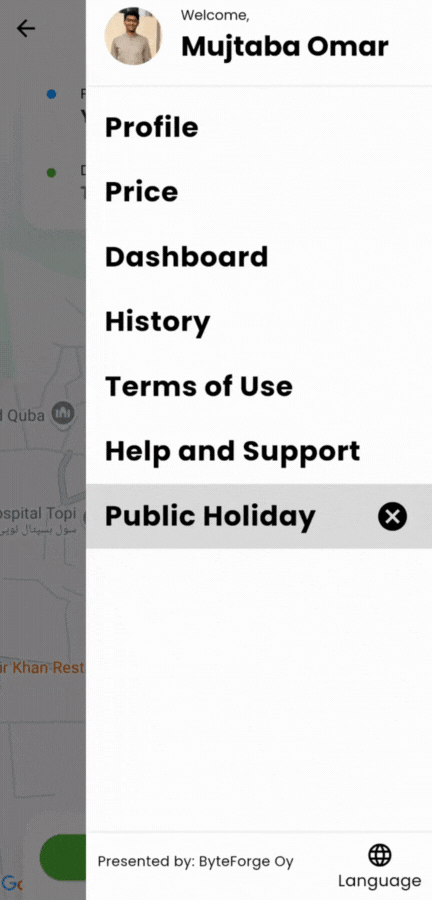 Welcome,
Mujtaba Omar
Profile
Price
Dashboard
History
Terms of Use
Help and Support
Public Holiday
Quba
Topi
Khan Rest
Presented by: ByteForge Oy
Language